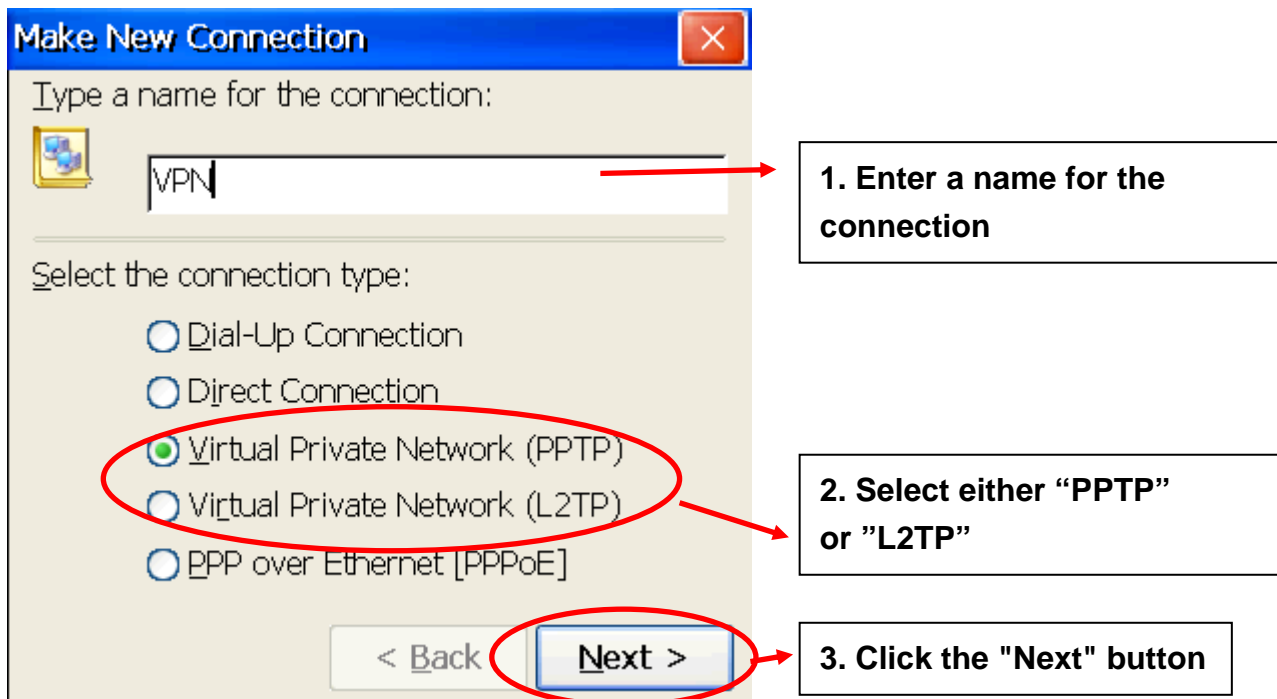 Make New Connection
Type a name for the connection:
VPN
1. Enter a name for the
connection
Select the connection type:
Dial-Up Connection
Direct Connection
Virtual Private Network (PPTP)
Virtual Private Network (L2TP)
PPP over Ethernet [PPPoE]
2. Select either “PPTP”
or ”L2TP”
< Back
Next >
3. Click the "Next" button